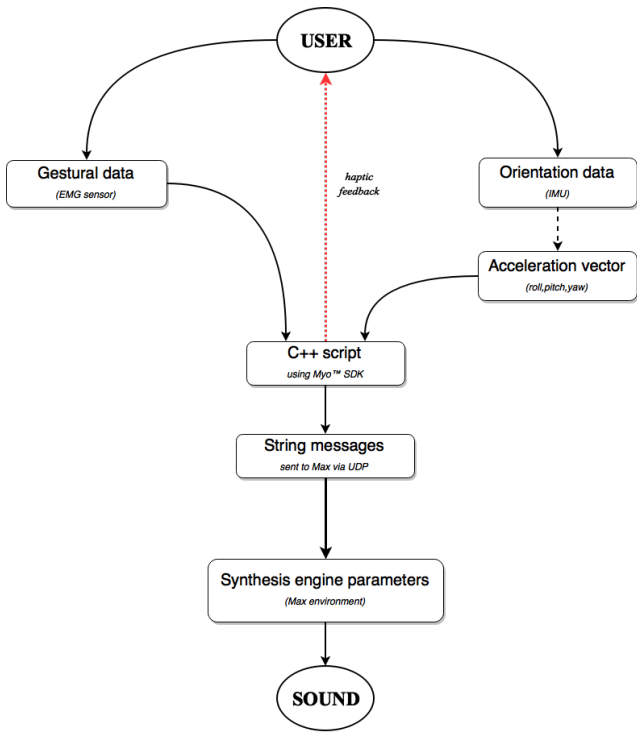 USER
Gestural data
(EMG sensor)
haptic
feedback
Orientation data
(IMU)
Acceleration vector
(roll,pitch,yaw)
C++ script
using Myo™ SDK
String messages
sent to Max via UDP
Synthesis engine parameters
(Max environment)
SOUND